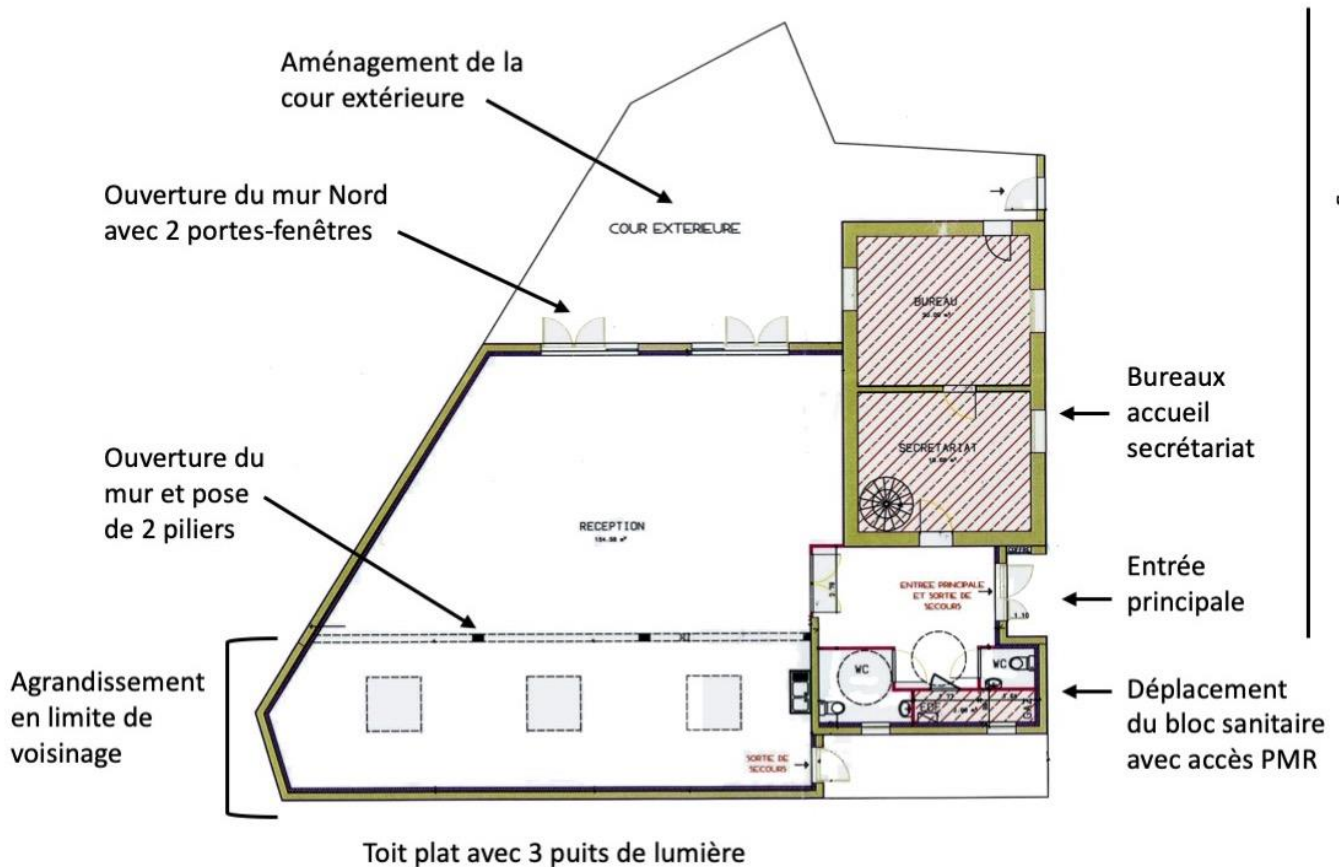 Aménagement de la
cour extérieure
Ouverture du mur Nord
avec 2 portes-fenêtres
COUR EXTERIEURE
BUREAU
Bureaux
accueil
secrétariat
SECRETARIAT
Ouverture du
mur et pose
de 2 piliers
RECEPTION
ENTREE PRINCIPALE
ET SORTIE DE
SECOURS
1.10
Entrée
principale
WC
WC
Agrandissement
en limite de
voisinage
Déplacement
du bloc sanitaire
avec accès PMR
SORTIE DE
SECOURS
Toit plat avec 3 puits de lumière